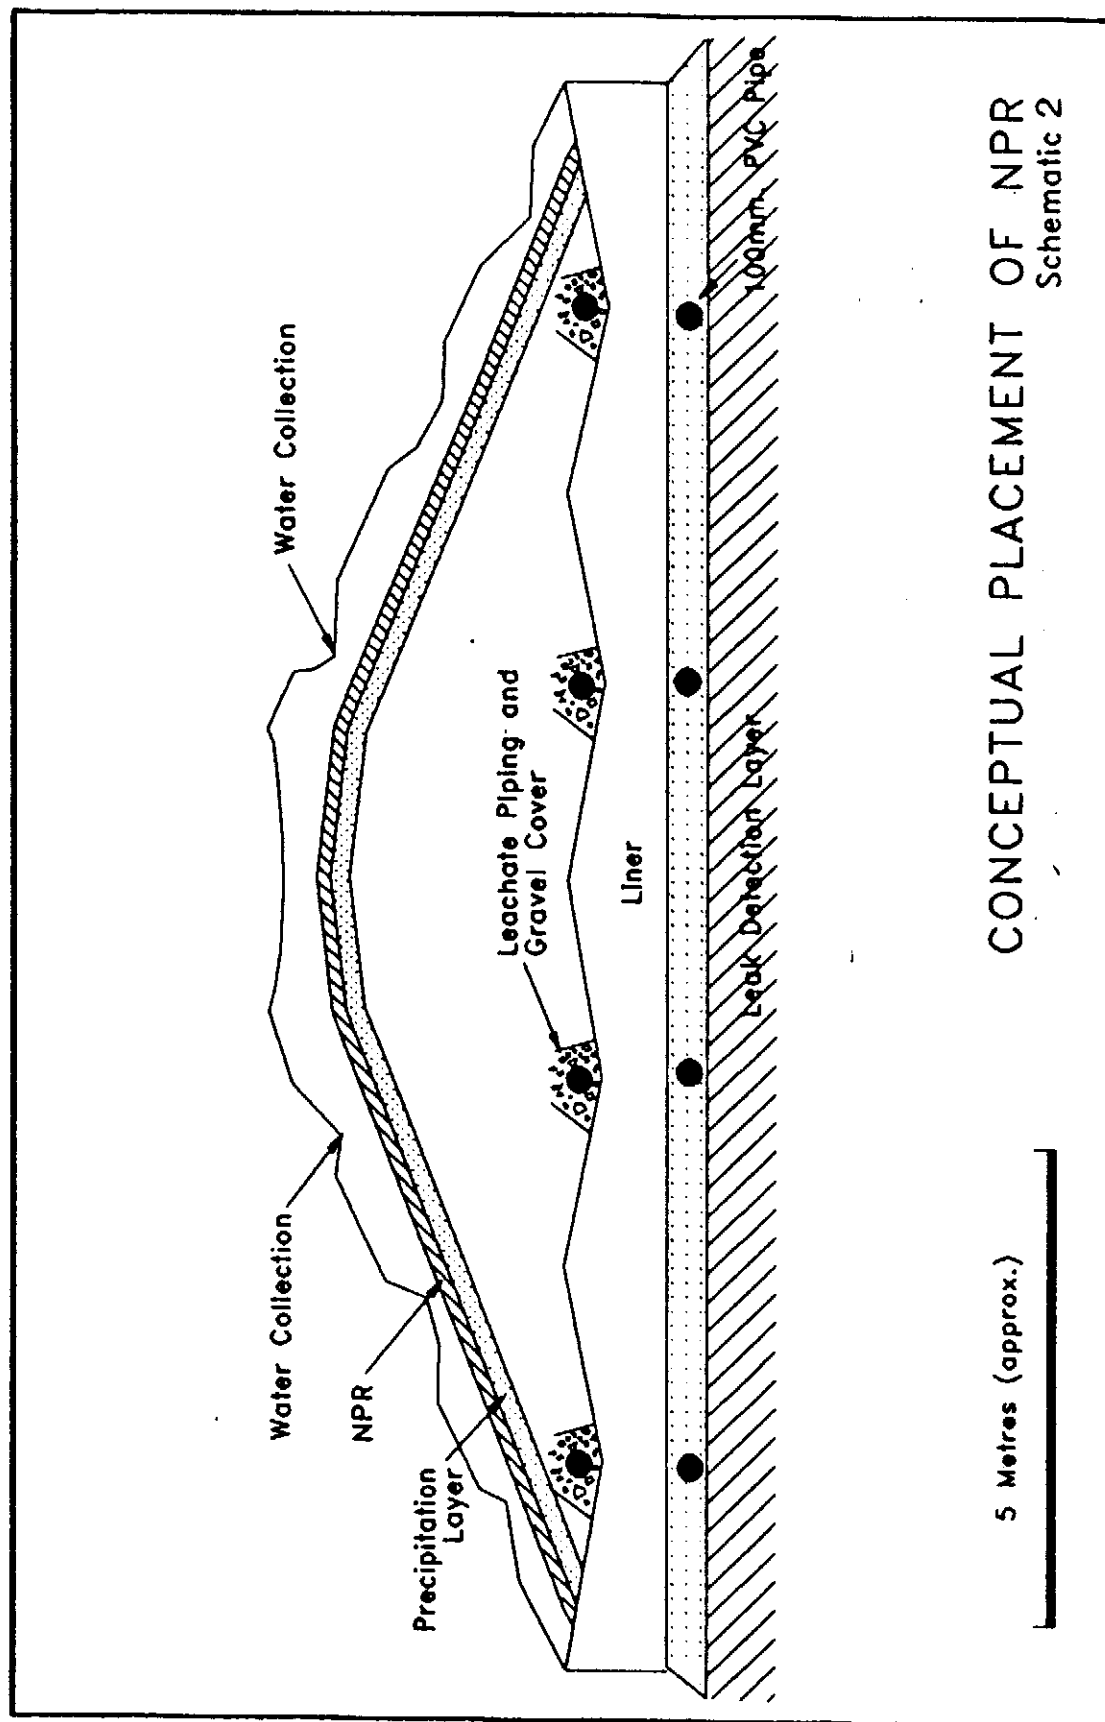 Water Collection
Water Collection
NPR
Precipitation
Layer
Leachate Piping and
Gravel Cover
Liner
Leak Detection Layer
100mm. PVC Pipe
5 Metres (approx.)
CONCEPTUAL PLACEMENT OF NPR
Schematic 2